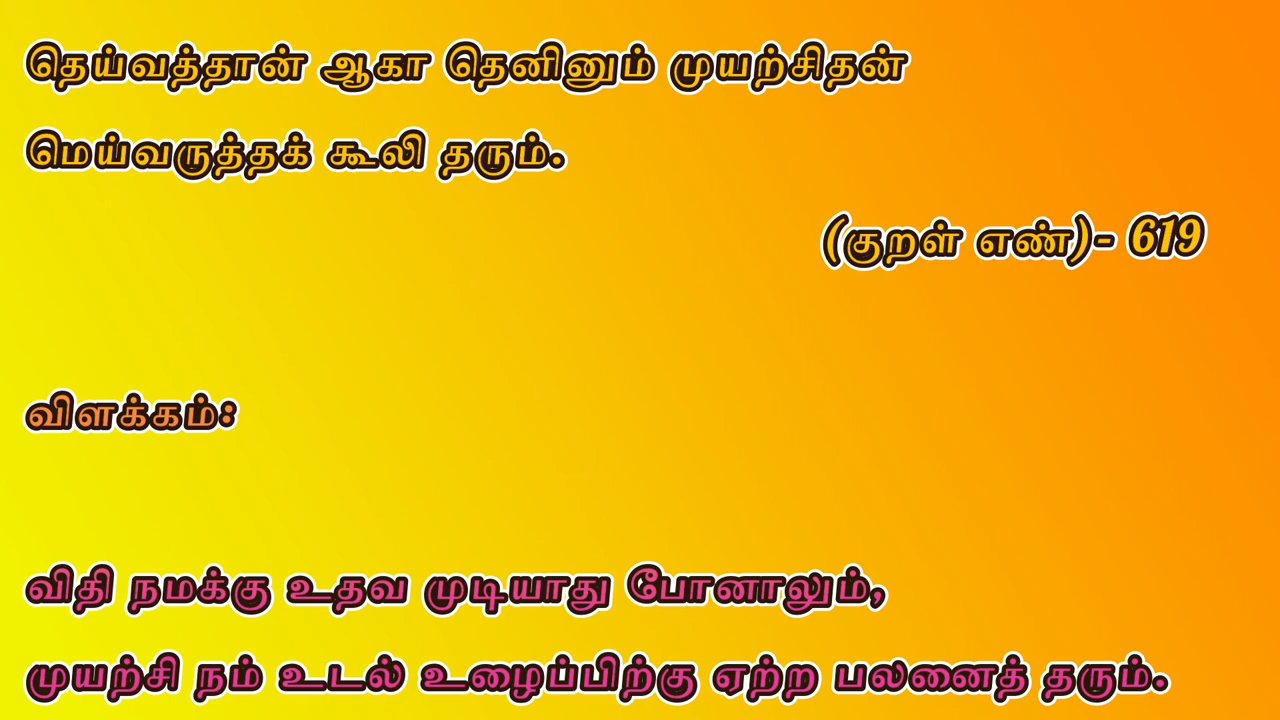 தெய்வத்தான் ஆகா தெனினும் முயற்சிதன்
மெய்வருத்தக் கூலி தரும்.
(குறள் எண்)- 619
விளக்கம்:
விதி நமக்கு உதவ முடியாது போனாலும்,
முயற்சி நம் உடல் உழைப்பிற்கு ஏற்ற பலனைத் தரும்.